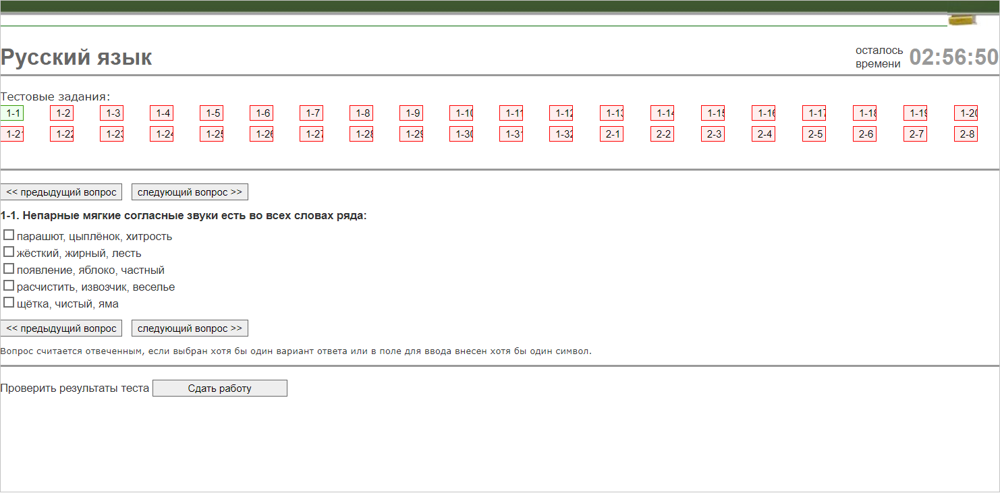 Русский язык
осталось времени 02:56:50
Тестовые задания:
1-1 1-2 1-3 1-4 1-5 1-6 1-7 1-8 1-9 1-10 1-11 1-12 1-13 1-14 1-15 1-16 1-17 1-18 1-19 1-20
1-21 1-22 1-23 1-24 1-25 1-26 1-27 1-28 1-29 1-30 1-31 1-32 2-1 2-2 2-3 2-4 2-5 2-6 2-7 2-8
<< предыдущий вопрос следующий вопрос >>
1-1. Непарные мягкие согласные звуки есть во всех словах ряда:
парашют, цыплёнок, хитрость
жёсткий, жирный, лесть
появление, яблоко, частный
расчистить, извозчик, веселье
щётка, чистый, яма
<< предыдущий вопрос следующий вопрос >>
Вопрос считается отвеченным, если выбран хотя бы один вариант ответа или в поле для ввода внесен хотя бы один символ.
Проверить результаты теста Сдать работу